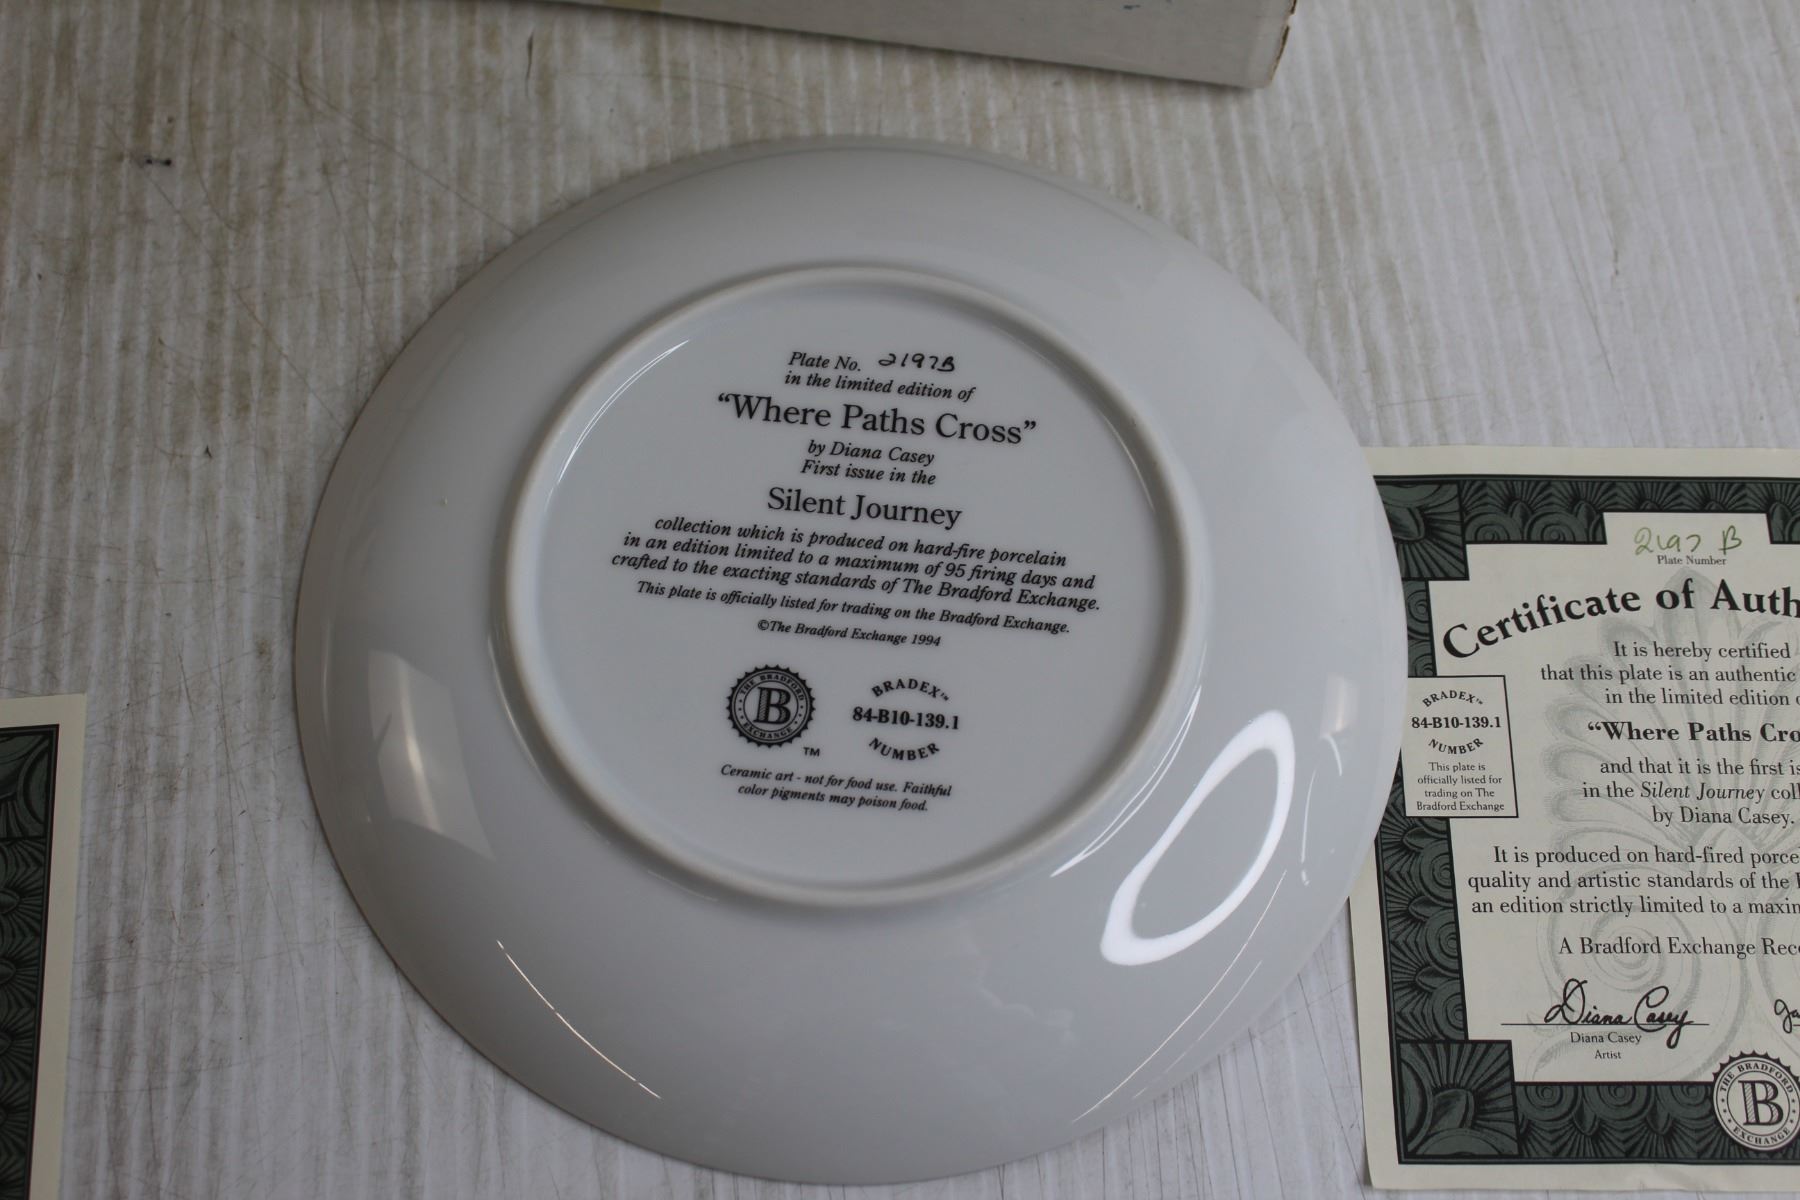 Plate No. 2197B
in the limited edition of
“Where Paths Cross”
by Diana Casey
First issue in the
Silent Journey
collection which is produced on hard-fire porcelain
in an edition limited to a maximum of 95 firing days and
crafted to the exacting standards of The Bradford Exchange.
This plate is officially listed for trading on the Bradford Exchange.
©The Bradford Exchange 1994
THE BRADFORD
B
EXCHANGE
TM
BRADEX™
84-B10-139.1
NUMBER
Ceramic art - not for food use. Faithful
color pigments may poison food.
2197 B
Plate Number
Certificate of Auth
It is hereby certified
that this plate is an authentic
in the limited edition
“Where Paths Cro
and that it is the first is
in the Silent Journey coll
by Diana Casey.
BRADEX™
84-B10-139.1
NUMBER
This plate is
officially listed for
trading on The
Bradford Exchange
It is produced on hard-fired porce
quality and artistic standards of the
an edition strictly limited to a maxin
A Bradford Exchange Rec
Diana Casey
Diana Casey
Artist
THE BRADFORD
B
EXCHANGE